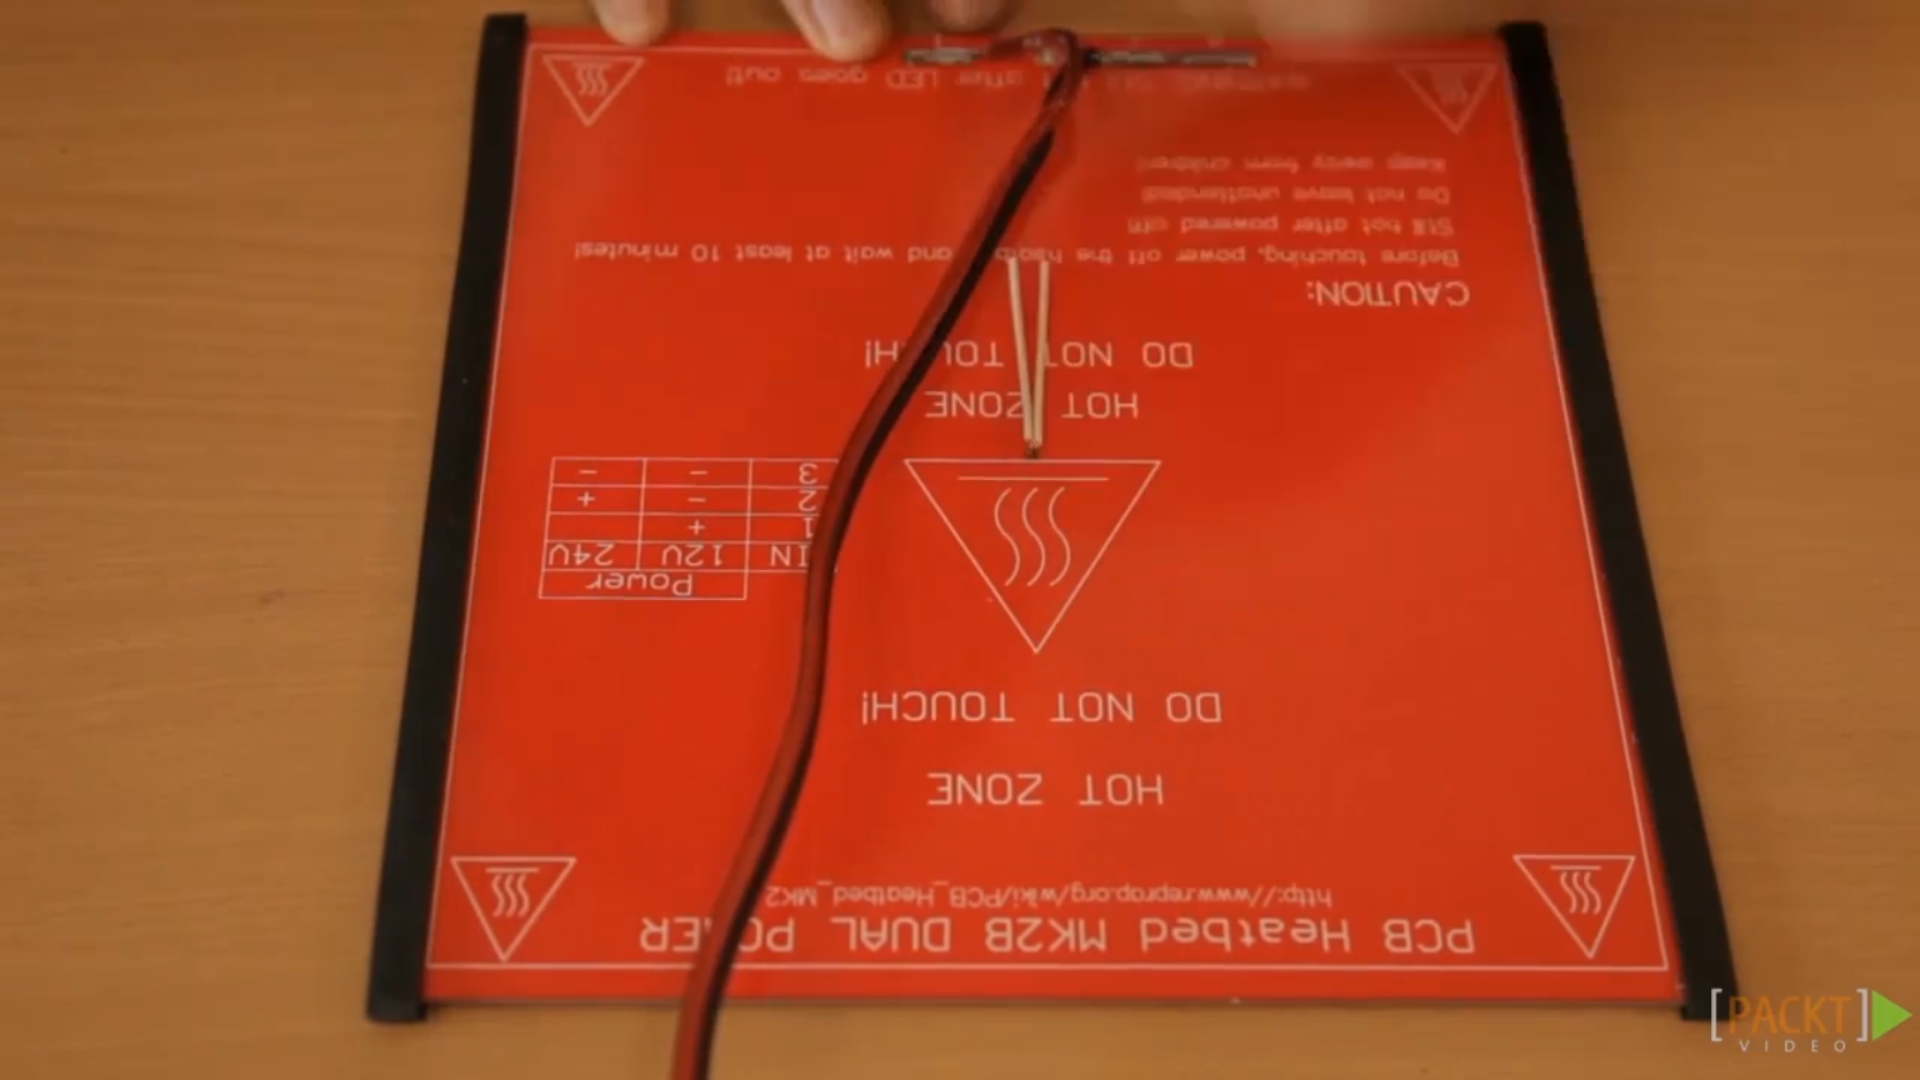 PCB Heatbed MK2B DUAL POWER
http://www.reprap.org/wiki/PCB_Heatbed_MK2
HOT ZONE
DO NOT TOUCH!
Power
IN 12V 24V
1 +
2 - +
3 - -
HOT ZONE
DO NOT TOUCH!
CAUTION:
Before touching, power off the and wait at least 10 minutes!
Still hot after powered off
Do not leave unattended
Keep away from children
after LED goes out!
[PACKT]
VIDEO